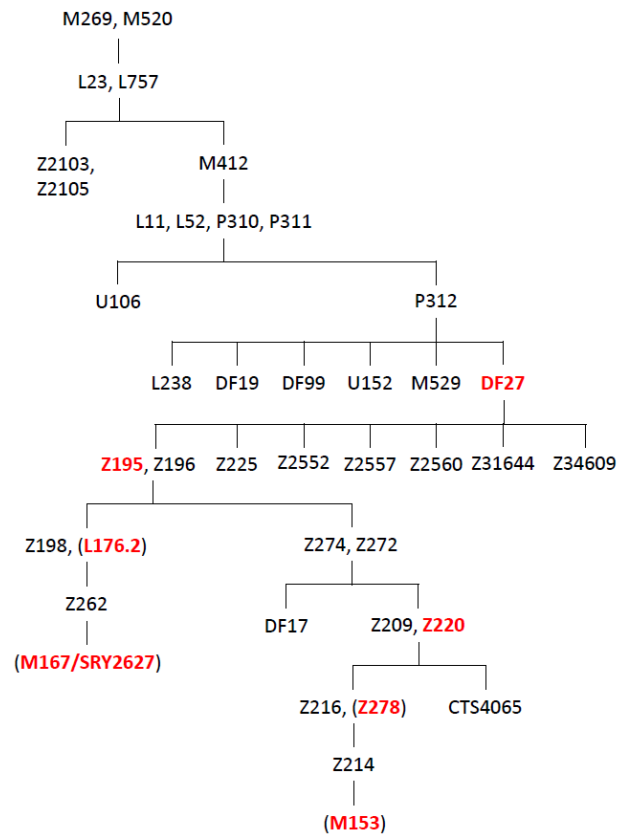 M269, M520
L23, L757
Z2103,
Z2105
M412
L11, L52, P310, P311
U106
P312
L238
DF19
DF99
U152
M529
DF27
Z195, Z196
Z225
Z2552
Z2557
Z2560
Z31644
Z34609
Z198, (L176.2)
Z274, Z272
Z262
DF17
Z209, Z220
(M167/SRY2627)
Z216, (Z278)
CTS4065
Z214
(M153)